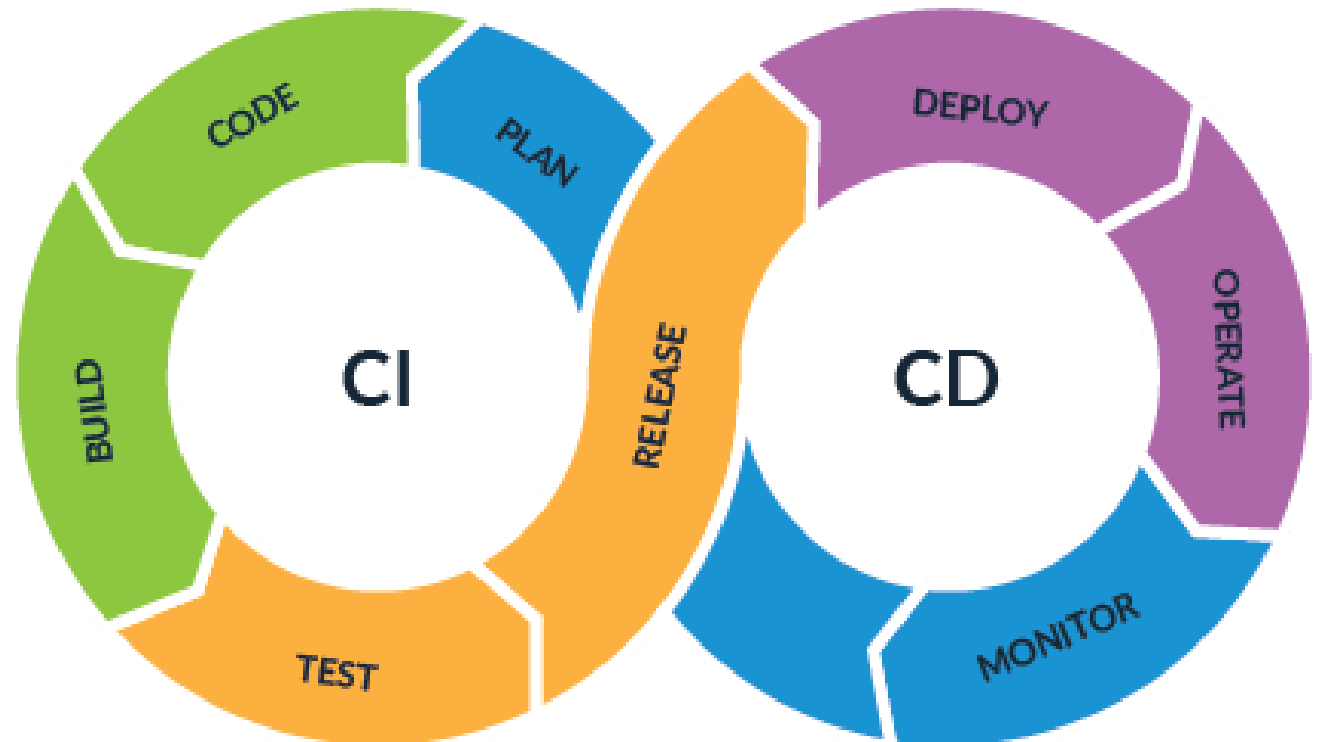 CODE
PLAN
DEPLOY
OPERATE
BUILD
CI
RELEASE
CD
TEST
MONITOR